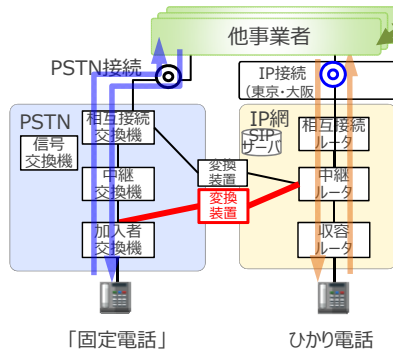 他事業者
PSTN接続
IP接続
(東京・大阪
PSTN
相互接続
交換機
信号
交換機
中継
交換機
加入者
交換機
変換
装置
変換
装置
IP網
SIP
サーバ
相互接続
ルータ
中継
ルータ
収容
ルータ
「固定電話」
ひかり電話